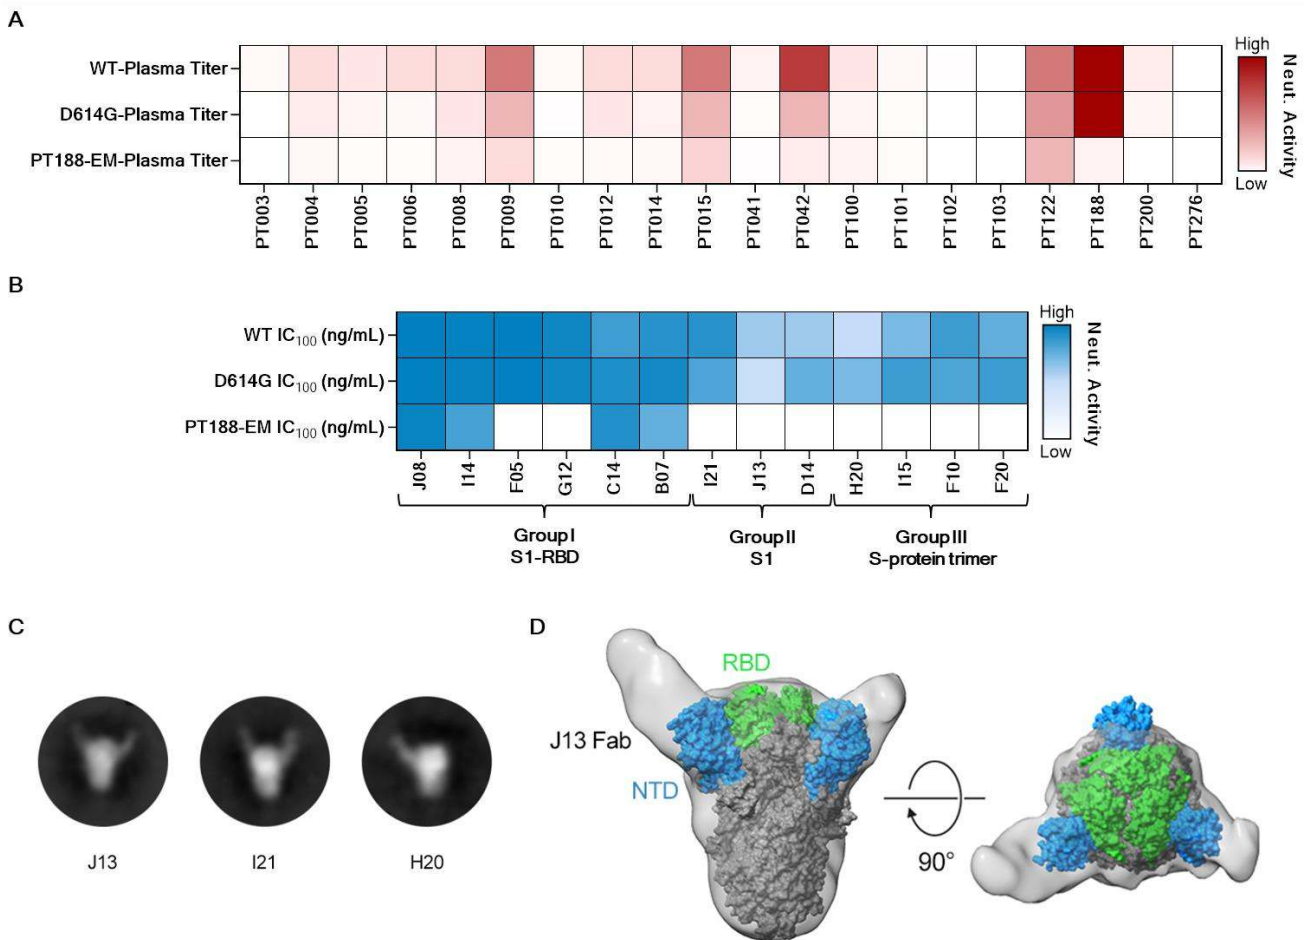 A
WT-Plasma Titer
D614G-Plasma Titer
PT188-EM-Plasma Titer
PT003
PT004
PT005
PT006
PT008
PT009
PT010
PT012
PT014
PT015
PT041
PT042
PT100
PT101
PT102
PT103
PT122
PT188
PT200
PT276
High
Low
Neut. Activity
B
WT IC100 (ng/mL)
D614G IC100 (ng/mL)
PT188-EM IC100 (ng/mL)
J08
I14
F05
G12
C14
B07
I21
J13
D14
H20
I15
F10
F20
High
Low
Neut. Activity
Group I
S1-RBD
Group II
S1
Group III
S-protein trimer
C
J13
I21
H20
D
RBD
J13 Fab
NTD
90°